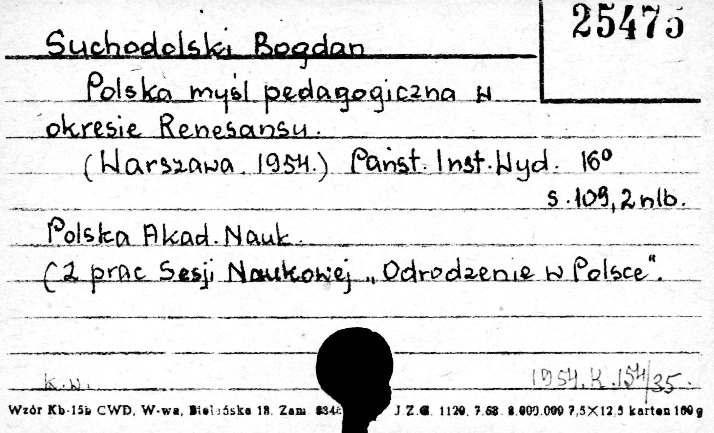 25475
Suchodolski Bogdan
Polska myśl pedagogiczna w
okresie Renesansu.
(Warszawa. 1954.) Państ. Inst. Wyd. 16°
s. 109, 2 nlb.
Polska Akad. Nauk.
(Z prac Sesji Naukowej „Odrodzenie w Polsce".
K.W.
1954. K. 154/35.
Wzór Kb-15b CWD, W-wa, Bielańska 18. Zam. J.Z.G. 1120. 7.68. 8.000.000 7,5×12,5 karton 160 g